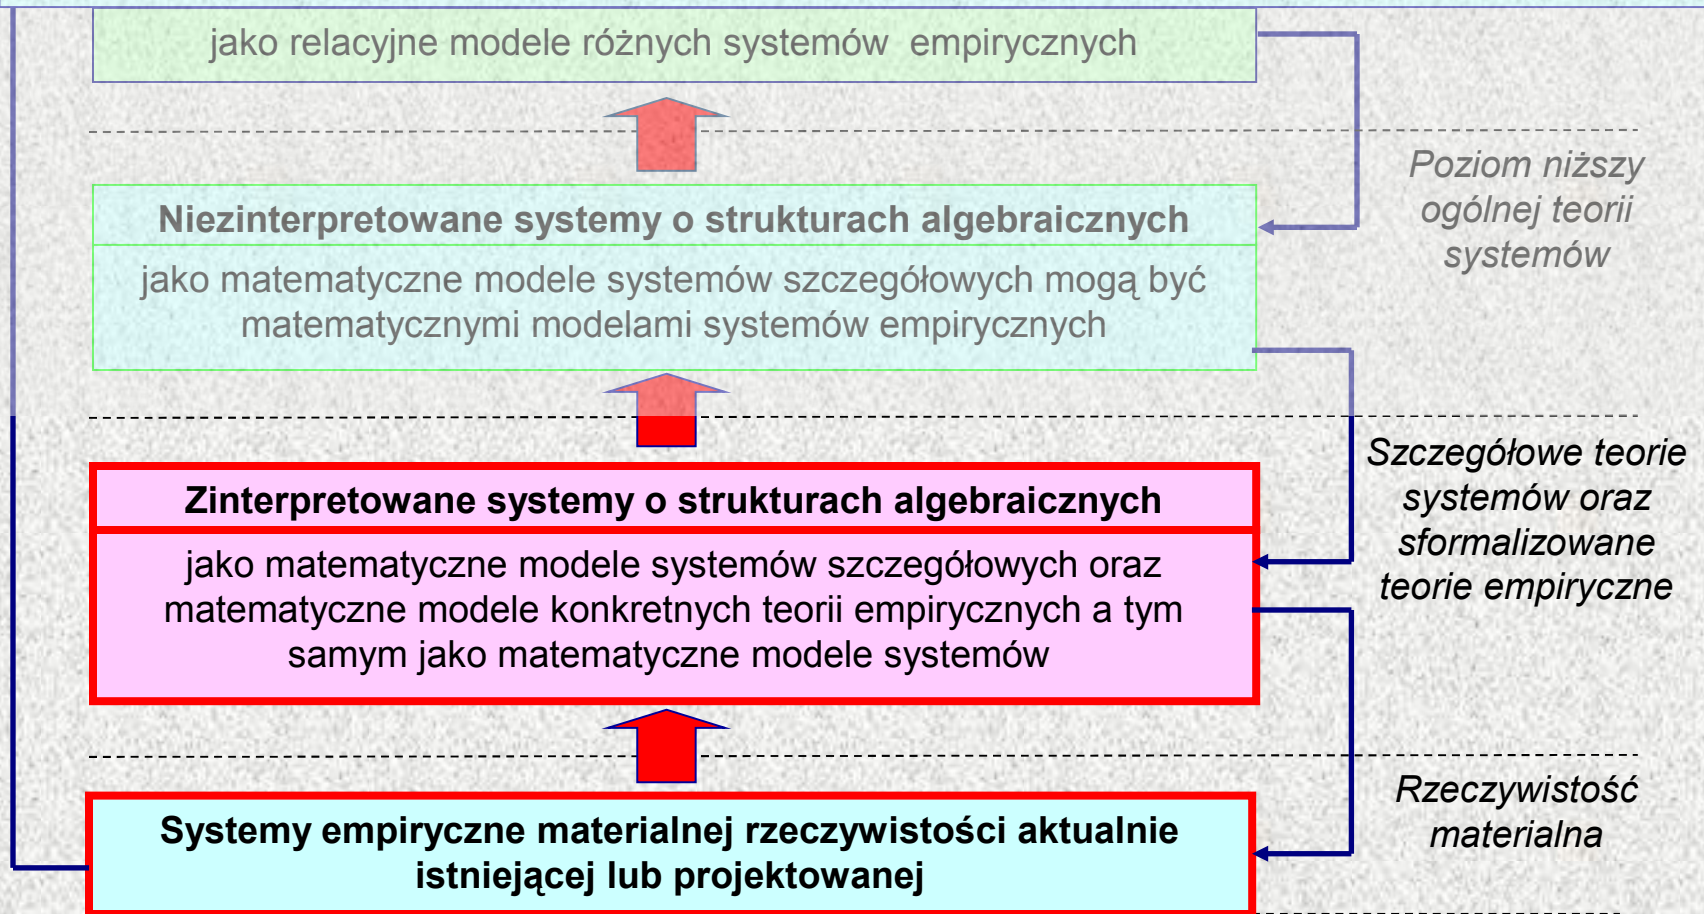 jako relacyjne modele różnych systemów empirycznych
Poziom niższy
ogólnej teorii
systemów
Niezinterpretowane systemy o strukturach algebraicznych
jako matematyczne modele systemów szczegółowych mogą być
matematycznymi modelami systemów empirycznych
Szczegółowe teorie
systemów oraz
sformalizowane
teorie empiryczne
Zinterpretowane systemy o strukturach algebraicznych
jako matematyczne modele systemów szczegółowych oraz
matematyczne modele konkretnych teorii empirycznych a tym
samym jako matematyczne modele systemów
Rzeczywistość
materialna
Systemy empiryczne materialnej rzeczywistości aktualnie
istniejącej lub projektowanej